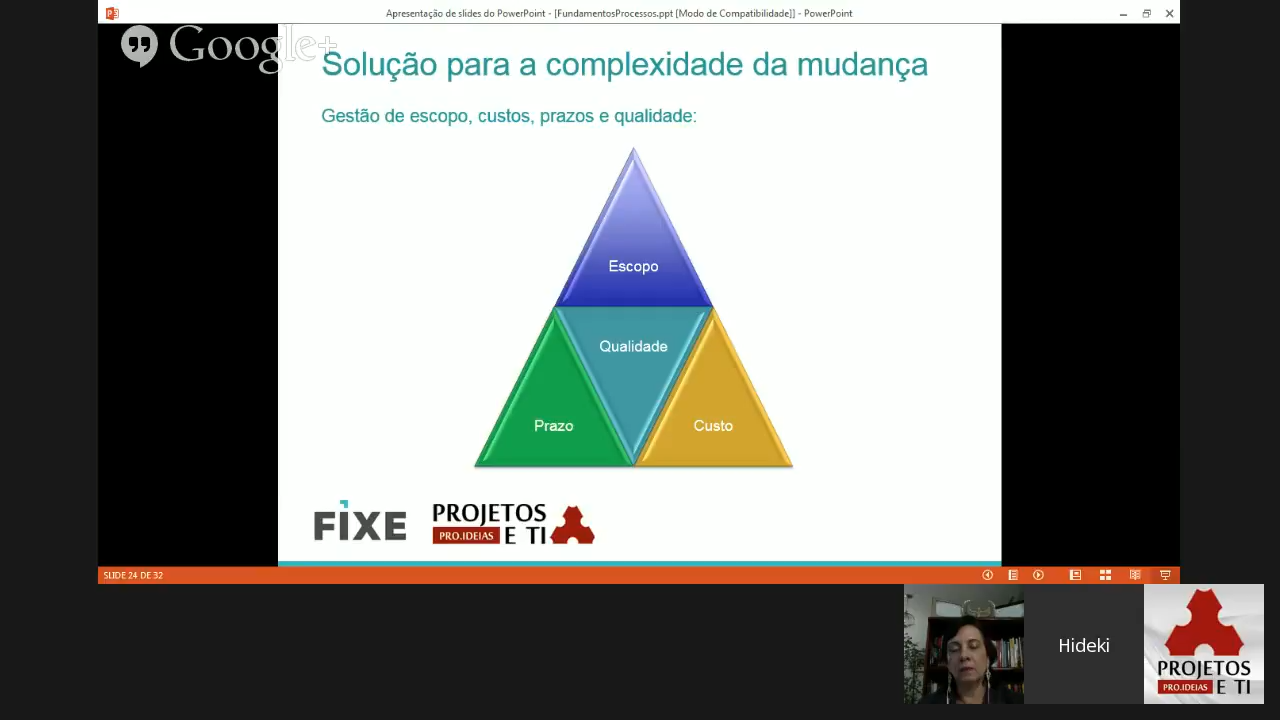 Apresentação de slides do PowerPoint - [FundamentosProcessos.ppt [Modo de Compatibilidade]] - PowerPoint
Google+
Solução para a complexidade da mudança
Gestão de escopo, custos, prazos e qualidade:
Escopo
Qualidade
Prazo
Custo
FIXE
PROJETOS
PRO.IDEIAS E TI
SLIDE 24 DE 32
Hideki
PROJETOS
PRO.IDEIAS E TI